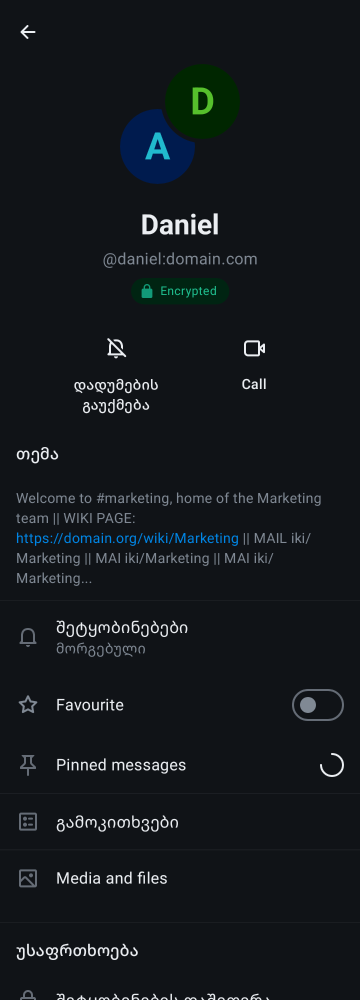 D
A
Daniel
@daniel:domain.com
Encrypted
დადუმების
გაუქმება
Call
თემა
Welcome to #marketing, home of the Marketing
team || WIKI PAGE:
https://domain.org/wiki/Marketing || MAIL iki/
Marketing || MAI iki/Marketing || MAI iki/
Marketing...
შეტყობინებები
მორგებული
Favourite
Pinned messages
გამოკითხვები
Media and files
უსაფრთხოება
შეტყობინების დაშიფვრა